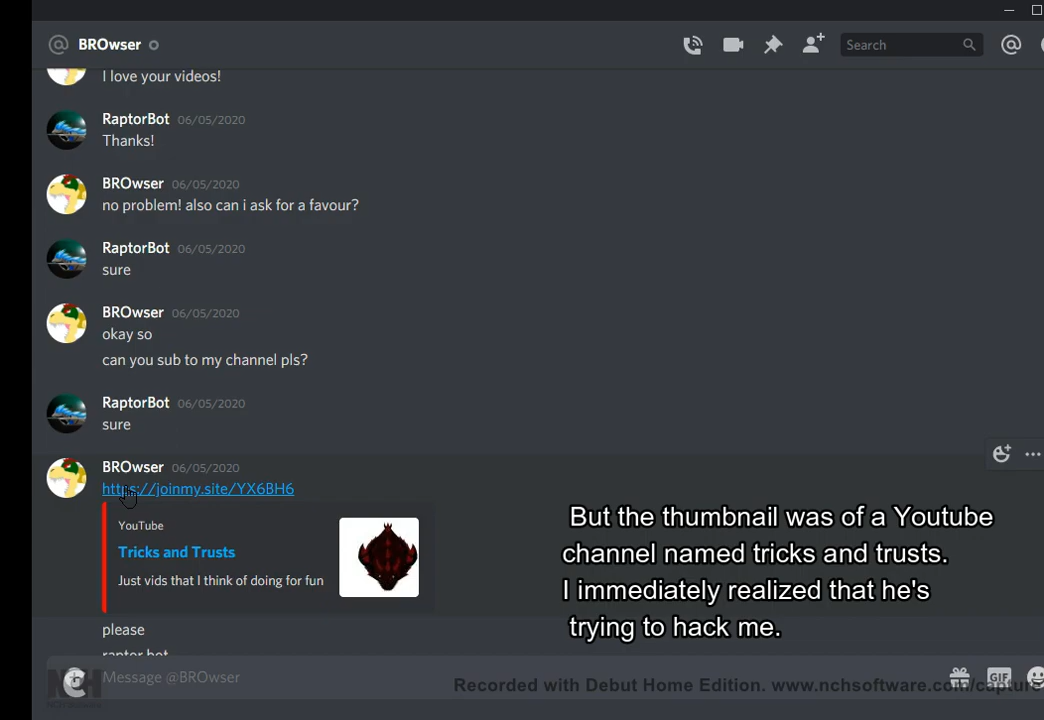 BROwser
Search
I love your videos!
RaptorBot 06/05/2020
Thanks!
BROwser 06/05/2020
no problem! also can i ask for a favour?
RaptorBot 06/05/2020
sure
BROwser 06/05/2020
okay so
can you sub to my channel pls?
RaptorBot 06/05/2020
sure
BROwser 06/05/2020
https://joinmy.site/YX6BH6
YouTube
Tricks and Trusts
Just vids that I think of doing for fun
But the thumbnail was of a Youtube
channel named tricks and trusts.
I immediately realized that he's
trying to hack me.
please
raptor bot
Message @BROwser
GIF
NCH
Recorded with Debut Home Edition. www.nchsoftware.com/capture